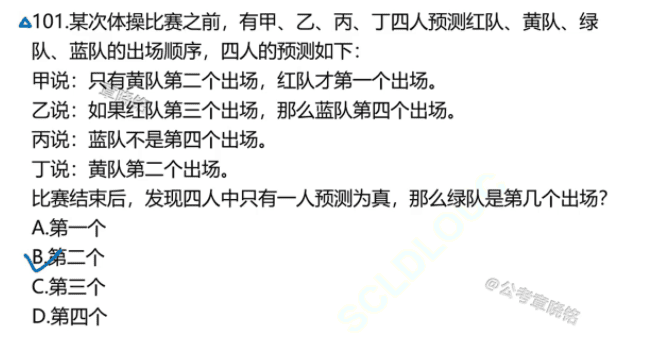 101.某次体操比赛之前，有甲、乙、丙、丁四人预测红队、黄队、绿
队、蓝队的出场顺序，四人的预测如下：
甲说：只有黄队第二个出场，红队才第一个出场。
乙说：如果红队第三个出场，那么蓝队第四个出场。
丙说：蓝队不是第四个出场。
丁说：黄队第二个出场。
比赛结束后，发现四人中只有一人预测为真，那么绿队是第几个出场？
A.第一个
B.第二个
C.第三个
D.第四个
章晓铭
SCLDLOUS
@公考章晓铭